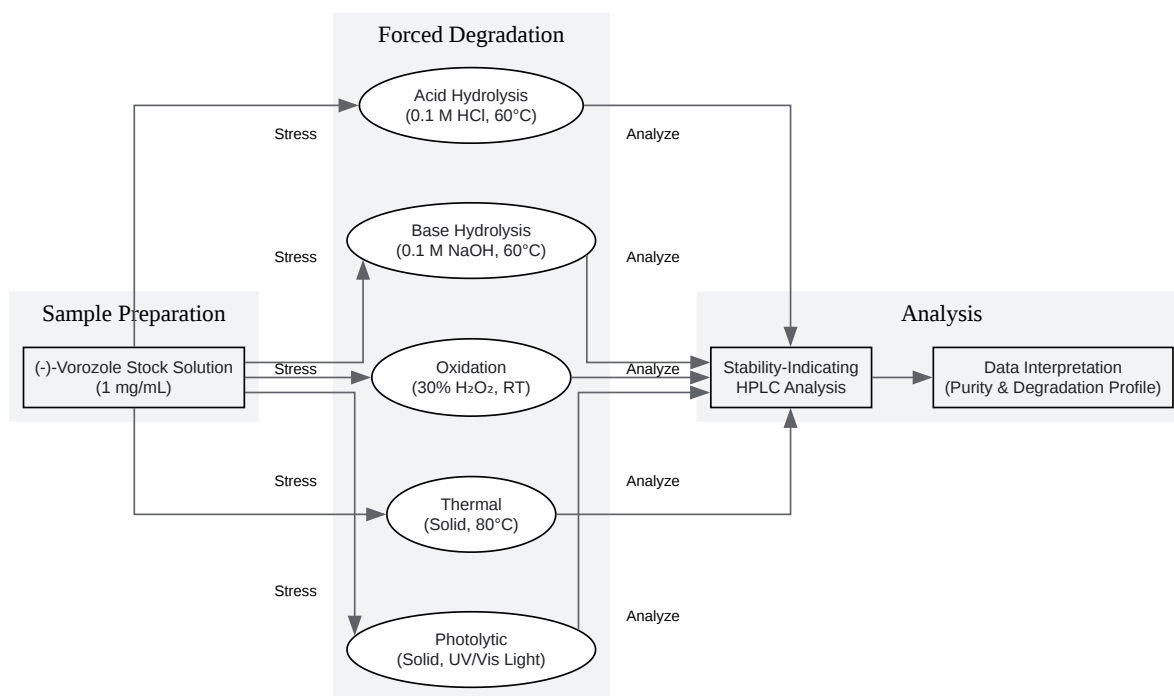 Forced Degradation
Acid Hydrolysis
(0.1 M HCl, 60°C)
Stress
Analyze
Base Hydrolysis
(0.1 M NaOH, 60°C)
Stress
Analyze
Sample Preparation
Analysis
(-)-Vorozole Stock Solution
(1 mg/mL)
Stress
Oxidation
(30% H₂O₂, RT)
Analyze
Stability-Indicating
HPLC Analysis
Data Interpretation
(Purity & Degradation Profile)
Stress
Analyze
Thermal
(Solid, 80°C)
Stress
Analyze
Photolytic
(Solid, UV/Vis Light)